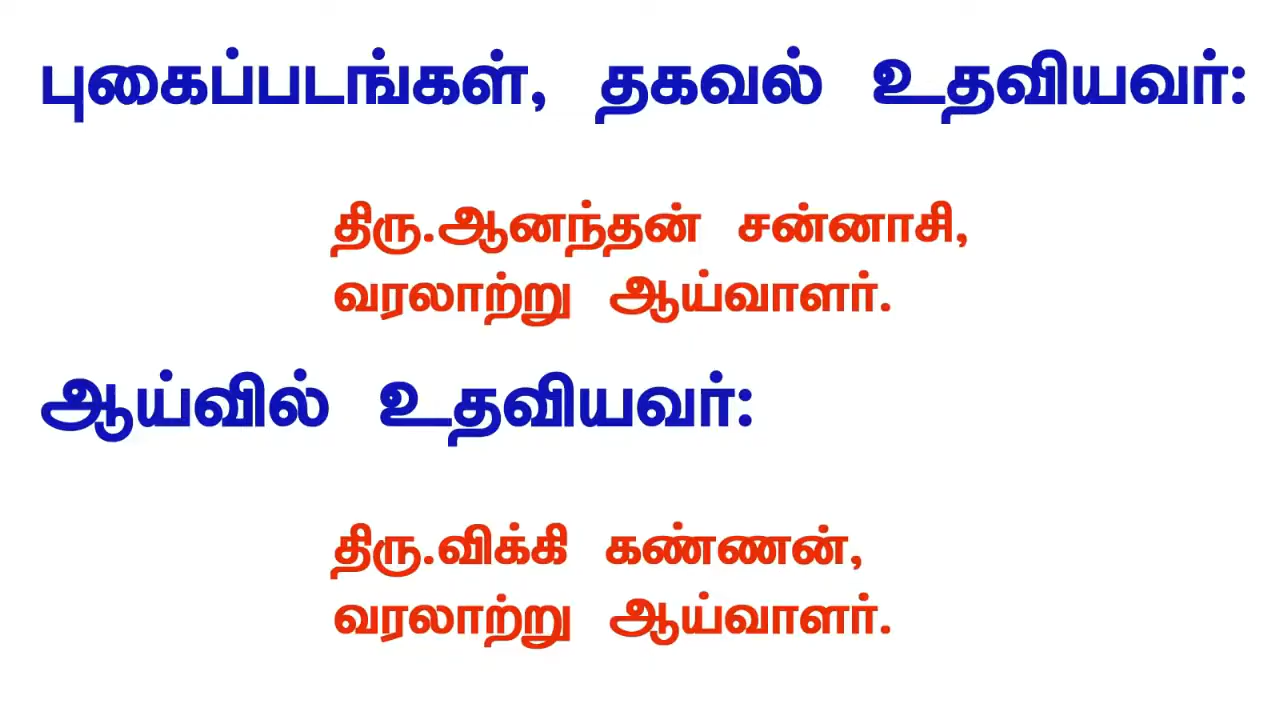 புகைப்படங்கள், தகவல் உதவியவர்:
திரு.ஆனந்தன் சன்னாசி,
வரலாற்று ஆய்வாளர்.
ஆய்வில் உதவியவர்:
திரு.விக்கி கண்ணன்,
வரலாற்று ஆய்வாளர்.